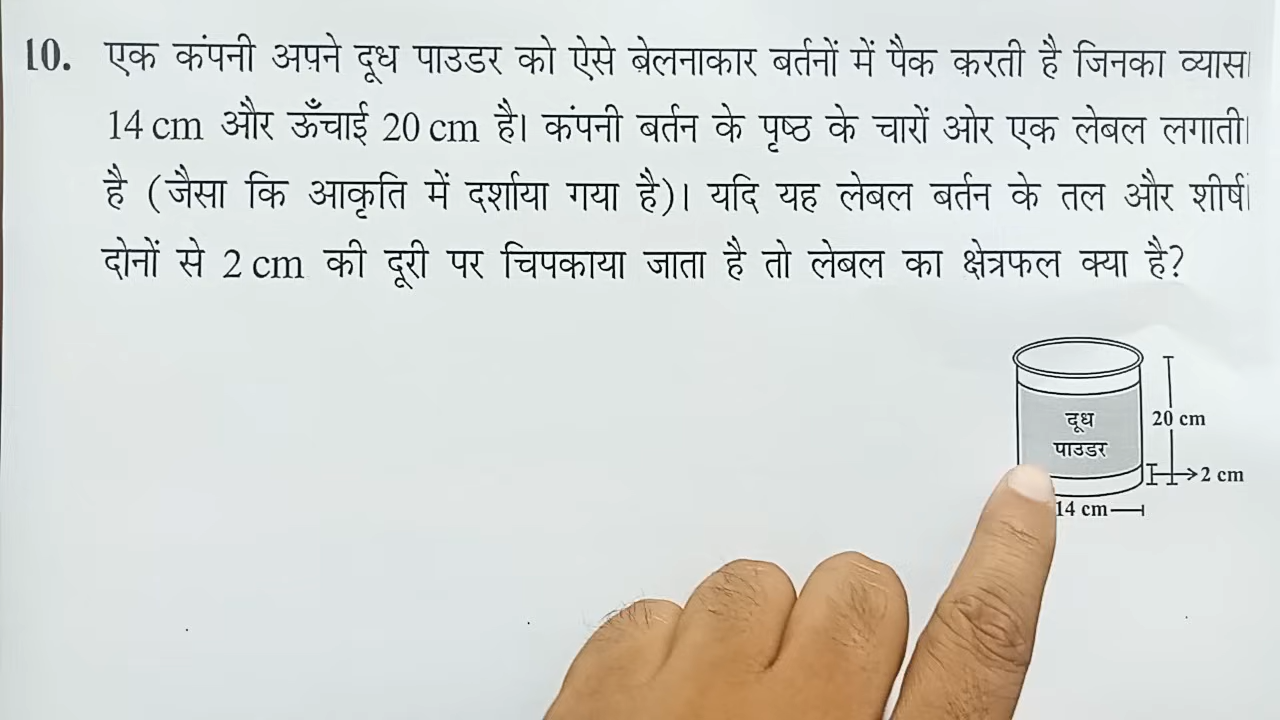 10. एक कंपनी अपने दूध पाउडर को ऐसे बेलनाकार बर्तनों में पैक करती है जिनका व्यास
14 cm और ऊँचाई 20 cm है। कंपनी बर्तन के पृष्ठ के चारों ओर एक लेबल लगाती
है (जैसा कि आकृति में दर्शाया गया है)। यदि यह लेबल बर्तन के तल और शीर्ष
दोनों से 2 cm की दूरी पर चिपकाया जाता है तो लेबल का क्षेत्रफल क्या है?
दूध
पाउडर
20 cm
2 cm
14 cm